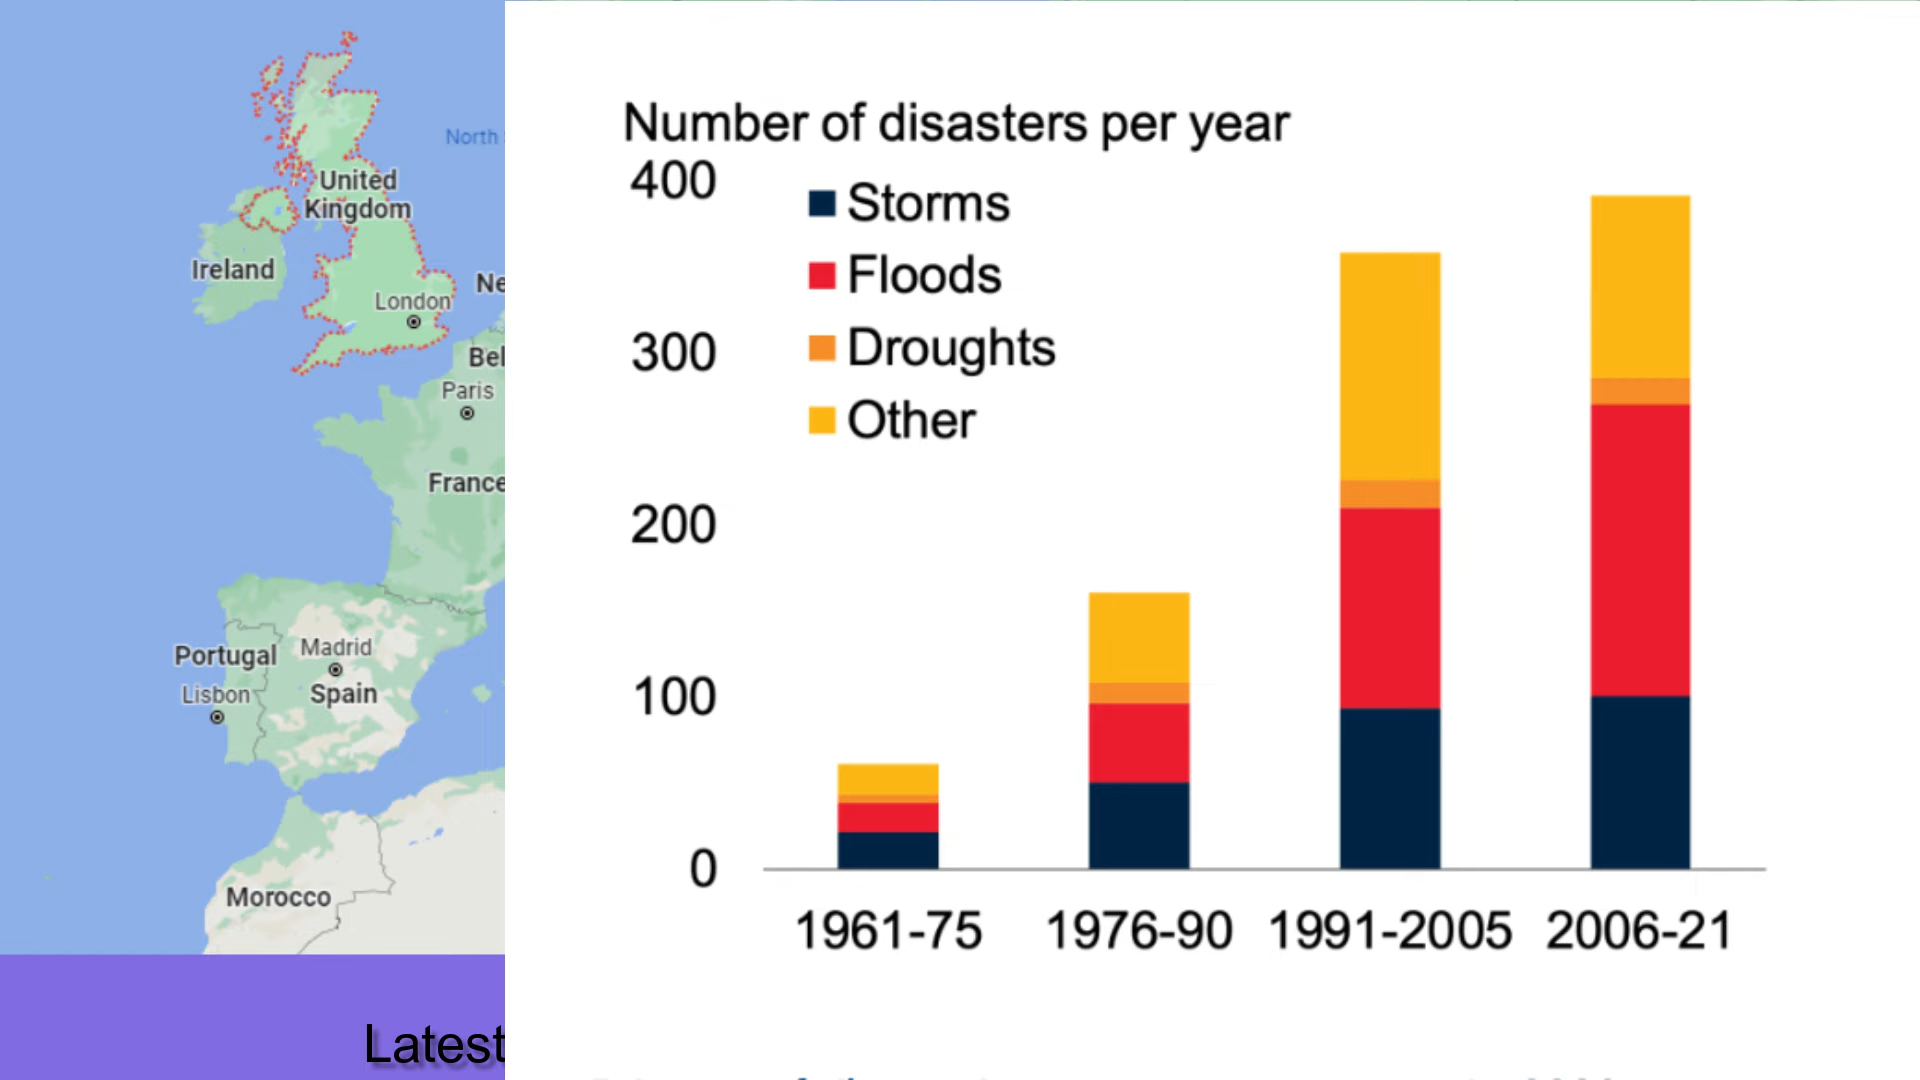 North
United
Kingdom
Ireland
London
Ne
Bel
Paris
France
Portugal
Madrid
Lisbon
Spain
Morocco
Latest
Number of disasters per year
400
Storms
Floods
300
Droughts
Other
200
100
0
1961-75 1976-90 1991-2005 2006-21